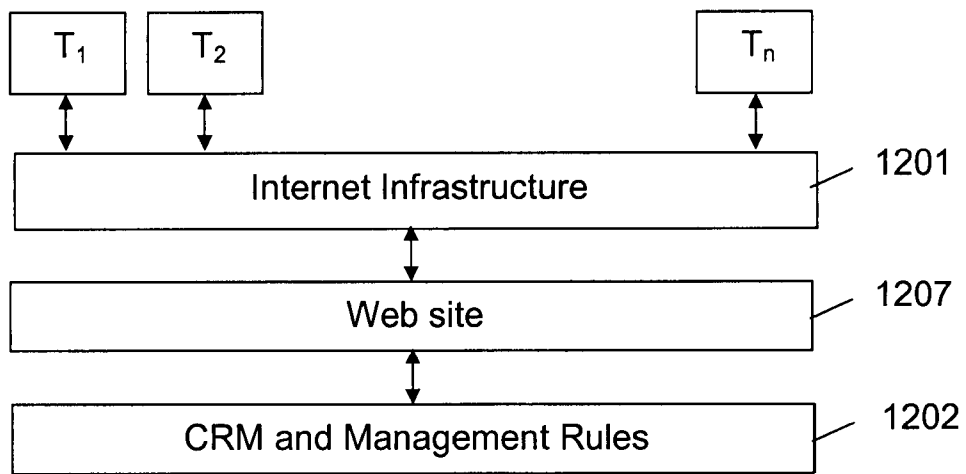 T1 T2 Tn
Internet Infrastructure 1201
Web site 1207
CRM and Management Rules 1202